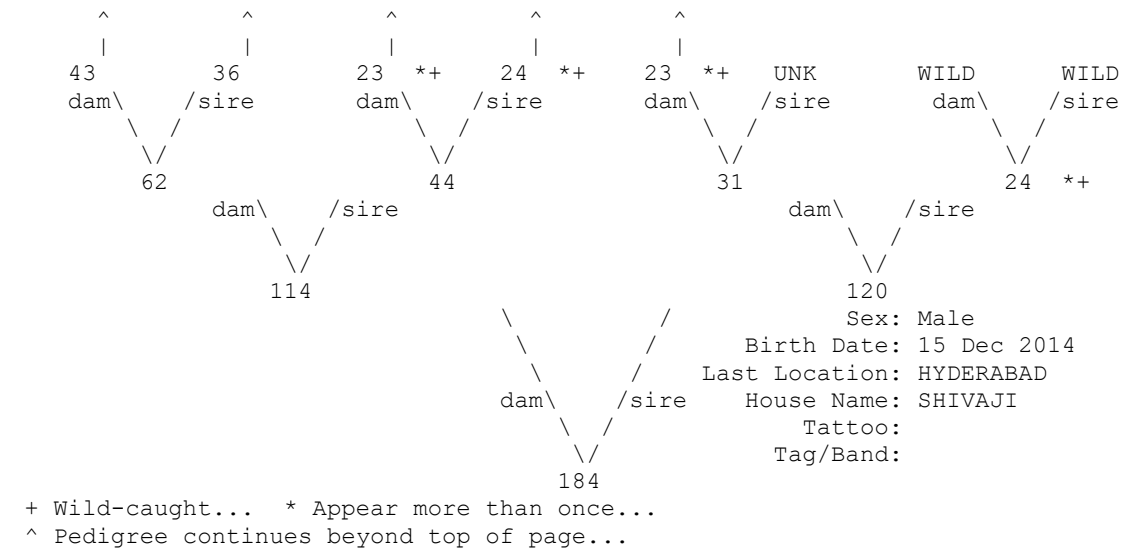 ^ ^ ^ ^ ^
| | | | |
43 36 23 *+ 24 *+ 23 *+ UNK WILD WILD
dam\ /sire dam\ /sire dam\ /sire dam\ /sire
\ / \ / \ / \ /
\/ \/ \/ \/
62 44 31 24 *+
dam\ /sire dam\ /sire
\ / \ /
\/ \/
114 120
\ / Sex: Male
\ / Birth Date: 15 Dec 2014
\ / Last Location: HYDERABAD
dam\ /sire House Name: SHIVAJI
\ / Tattoo:
\/ Tag/Band:
184
+ Wild-caught... * Appear more than once...
^ Pedigree continues beyond top of page...